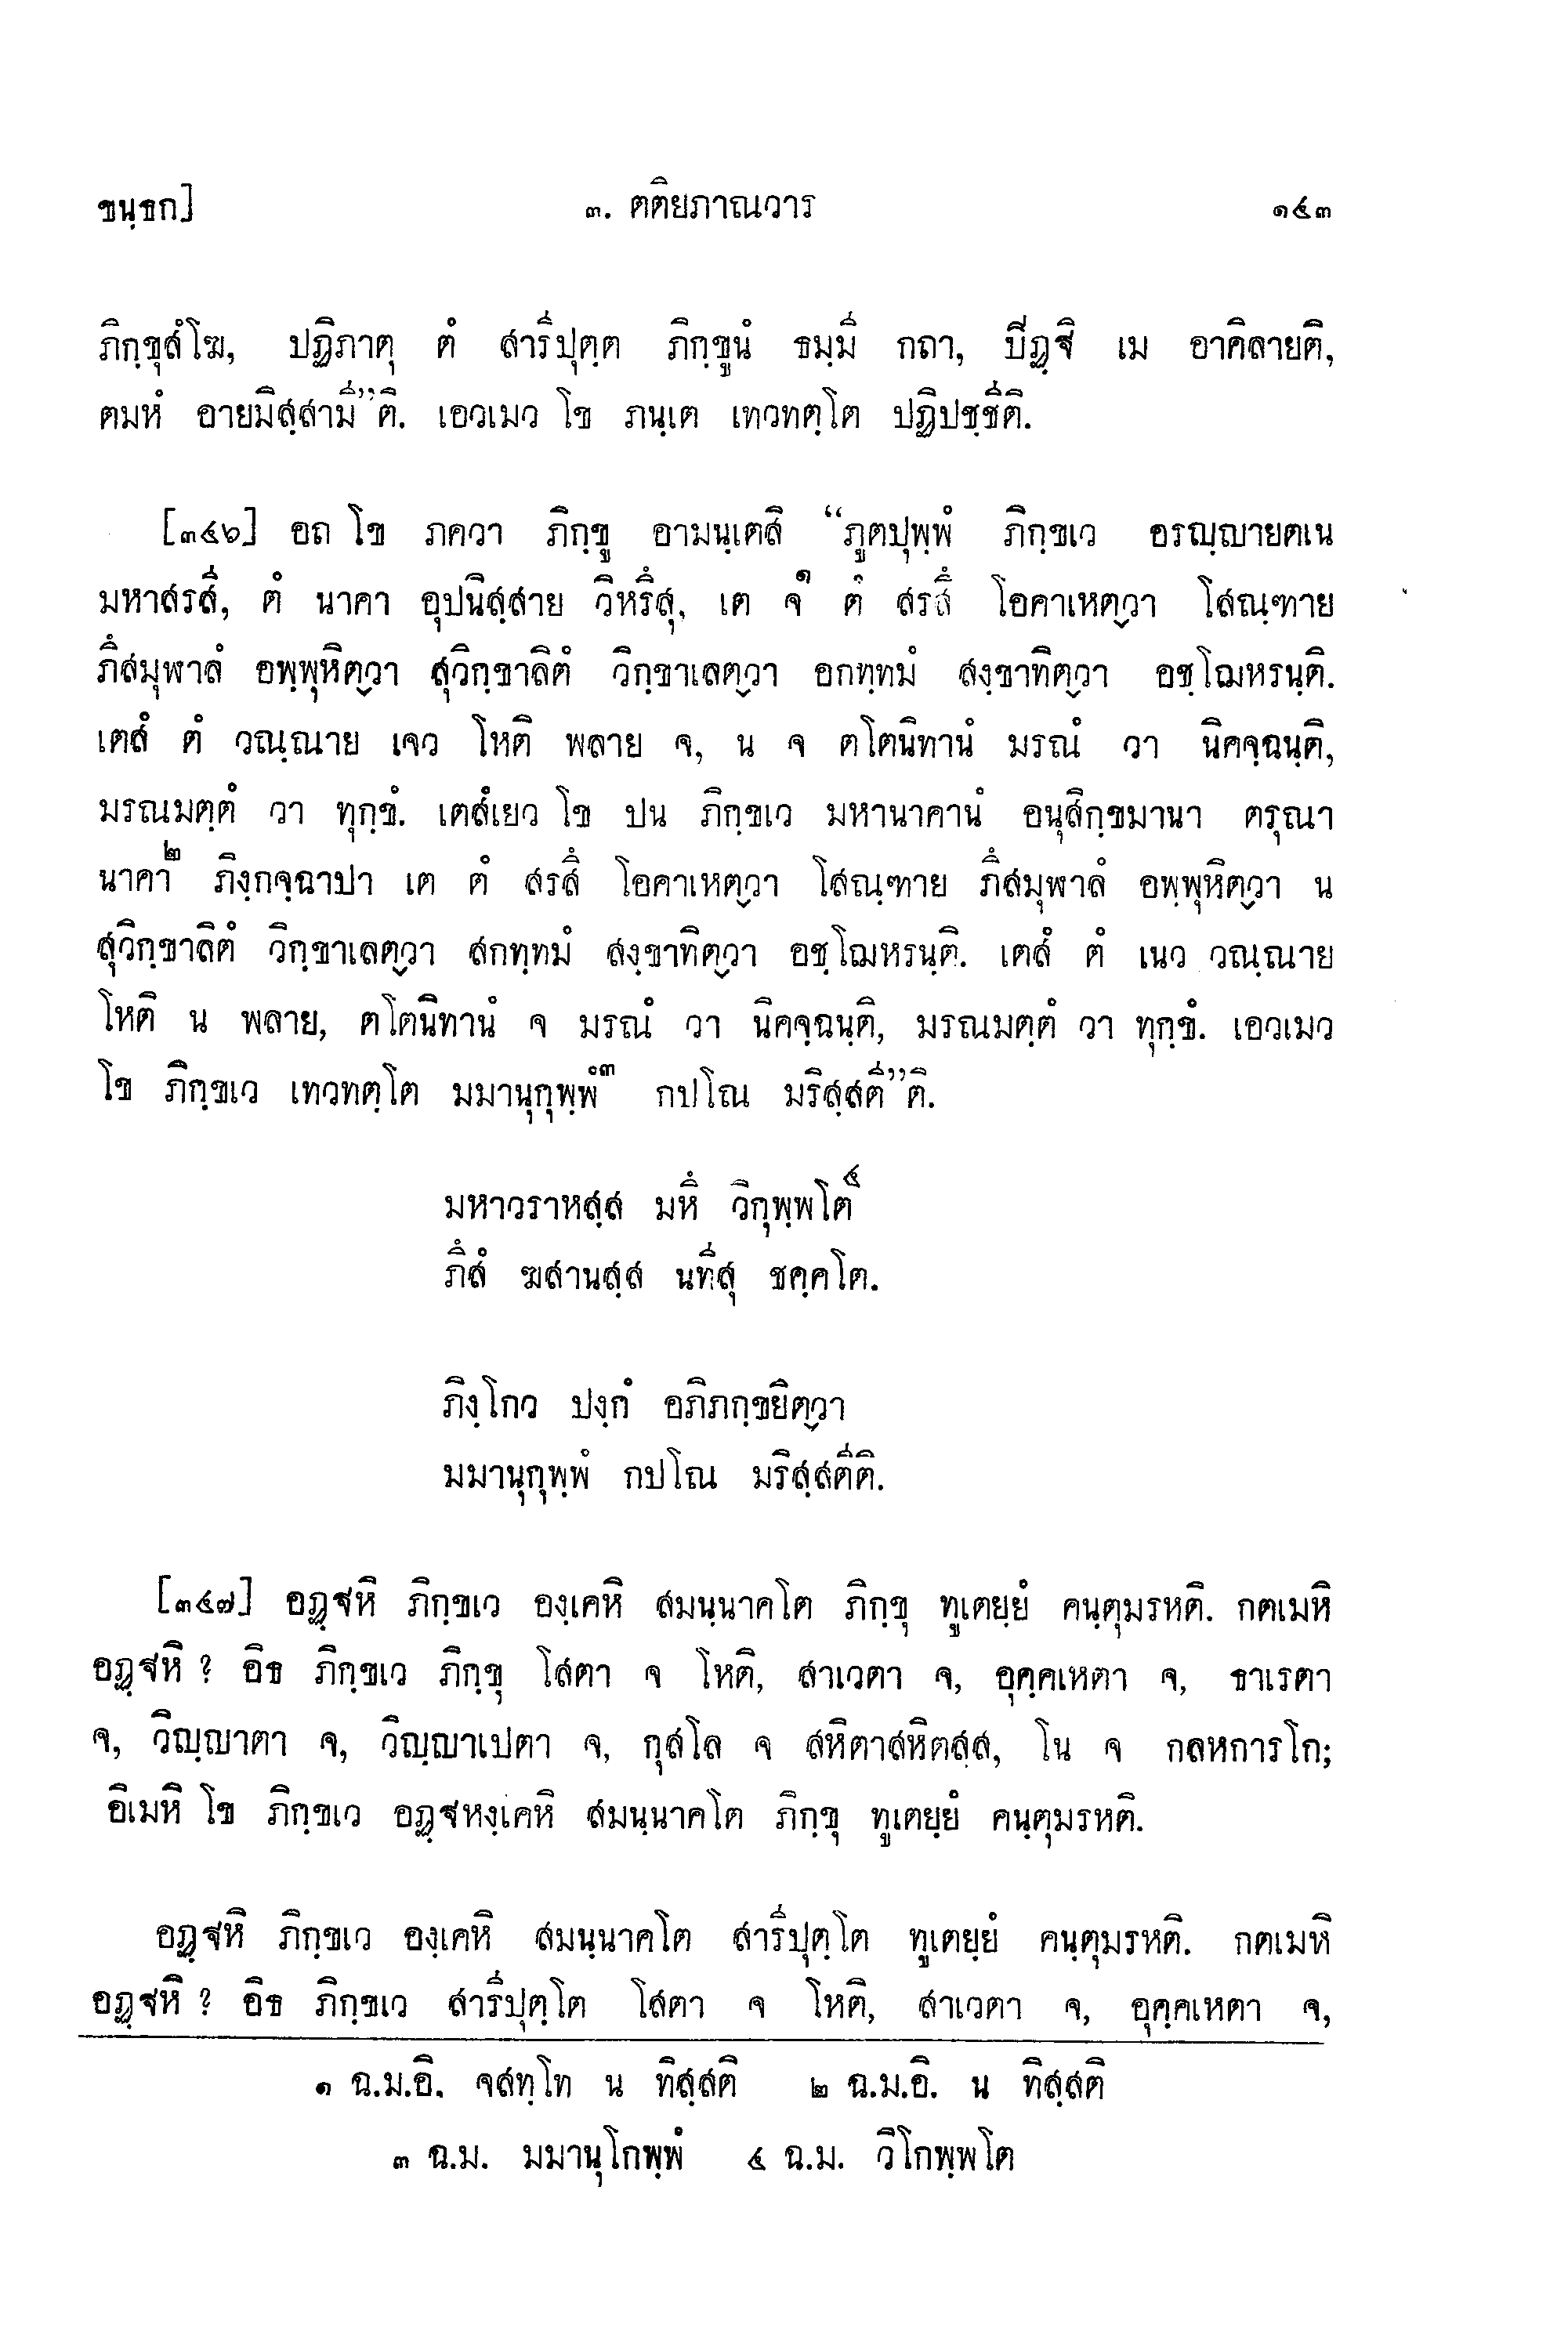 ขนฺธก] ๓. ตติยภาณวาร ๑๔๓
ภิกฺขุสํโฆ, ปฏิภาตุ ตํ สารีปุตฺต ภิกฺขูนํ ธมฺมี กถา, ปีฏฺฐิ เม อาคิลายติ,
ตมหํ อายมิสฺสามี”ติ. เอวเมว โข ภนฺเต เทวทตฺโต ปฏิปชฺชีติ.
[๓๔๖] อถ โข ภควา ภิกฺขู อามนฺเตสิ “ภูตปุพฺพํ ภิกฺขเว อรญฺญายตเน
มหาสรสี, ตํ นาคา อุปนิสฺสาย วิหรึสุ, เต จ๑ ตํ สรสึ โอคาเหตฺวา โสณฺฑาย
ภึสมุฬาลํ อพฺพุหิตฺวา สุวิกฺขาลิตํ วิกฺขาเลตฺวา อกทฺทมํ สงฺขาทิตฺวา อชฺโฌหรนฺติ.
เตสํ ตํ วณฺณาย เจว โหติ พลาย จ, น จ ตโตนิทานํ มรณํ วา นิคจฺฉนฺติ,
มรณมตฺตํ วา ทุกฺขํ. เตสํเยว โข ปน ภิกฺขเว มหานาคานํ อนุสิกฺขมานา ตรุณา
นาคา๒ ภิงฺกจฺฉาปา เต ตํ สรสึ โอคาเหตฺวา โสณฺฑาย ภึสมุฬาลํ อพฺพุหิตฺวา น
สุวิกฺขาลิตํ วิกฺขาเลตฺวา สกทฺทมํ สงฺขาทิตฺวา อชฺโฌหรนฺติ. เตสํ ตํ เนว วณฺณาย
โหติ น พลาย, ตโตนิทานํ จ มรณํ วา นิคจฺฉนฺติ, มรณมตฺตํ วา ทุกฺขํ. เอวเมว
โข ภิกฺขเว เทวทตฺโต มมานุกุพฺพํ๓ กปโณ มริสฺสตี”ติ.
มหาวราหสฺส มหึ วิกุพฺพโต๔
ภึสํ ฆสานสฺส นทีสุ ชคฺคโต.
ภิงฺโกว ปงฺกํ อภิภกฺขยิตฺวา
มมานุกุพฺพํ กปโณ มริสฺสตีติ.
[๓๔๗] อฏฺฐหิ ภิกฺขเว องฺเคหิ สมนฺนาคโต ภิกฺขุ ทูเตยฺยํ คนฺตุมรหติ. กตเมหิ
อฏฺฐหิ ? อิธ ภิกฺขเว ภิกฺขุ โสตา จ โหติ, สาเวตา จ, อุคฺคเหตา จ, ธาเรตา
จ, วิญฺญาตา จ, วิญฺญาเปตา จ, กุสโล จ สหิตาสหิตสฺส, โน จ กลหการโก;
อิเมหิ โข ภิกฺขเว อฏฺฐหงฺเคหิ สมนฺนาคโต ภิกฺขุ ทูเตยฺยํ คนฺตุมรหติ.
อฏฺฐหิ ภิกฺขเว องฺเคหิ สมนฺนาคโต สารีปุตฺโต ทูเตยฺยํ คนฺตุมรหติ. กตเมหิ
อฏฺฐหิ ? อิธ ภิกฺขเว สารีปุตฺโต โสตา จ โหติ, สาเวตา จ, อุคฺคเหตา จ,
๑ ฉ.ม.อิ. จสทฺโท น ทิสฺสติ ๒ ฉ.ม.อิ. น ทิสฺสติ
๓ ฉ.ม. มมานุโกพฺพํ ๔ ฉ.ม. วิโกพฺพโต